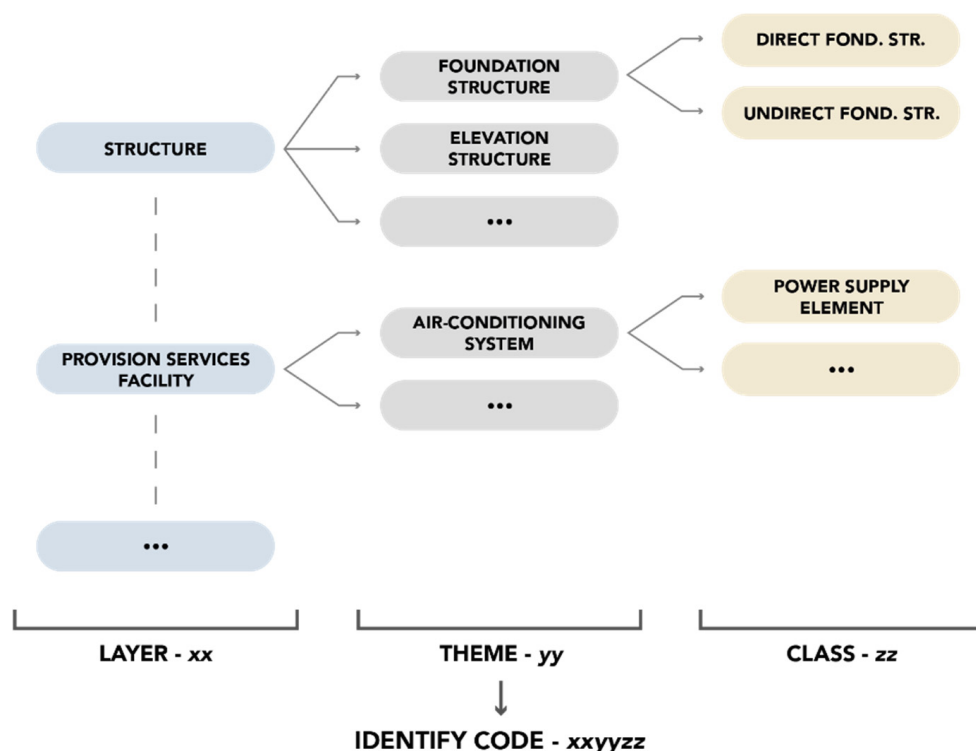 STRUCTURE
PROVISION SERVICES
FACILITY
•••
FOUNDATION
STRUCTURE
ELEVATION
STRUCTURE
•••
AIR-CONDITIONING
SYSTEM
•••
DIRECT FOND. STR.
UNDIRECT FOND. STR.
POWER SUPPLY
ELEMENT
•••
LAYER - xx
THEME - yy
CLASS - zz
IDENTIFY CODE - xxyyzz